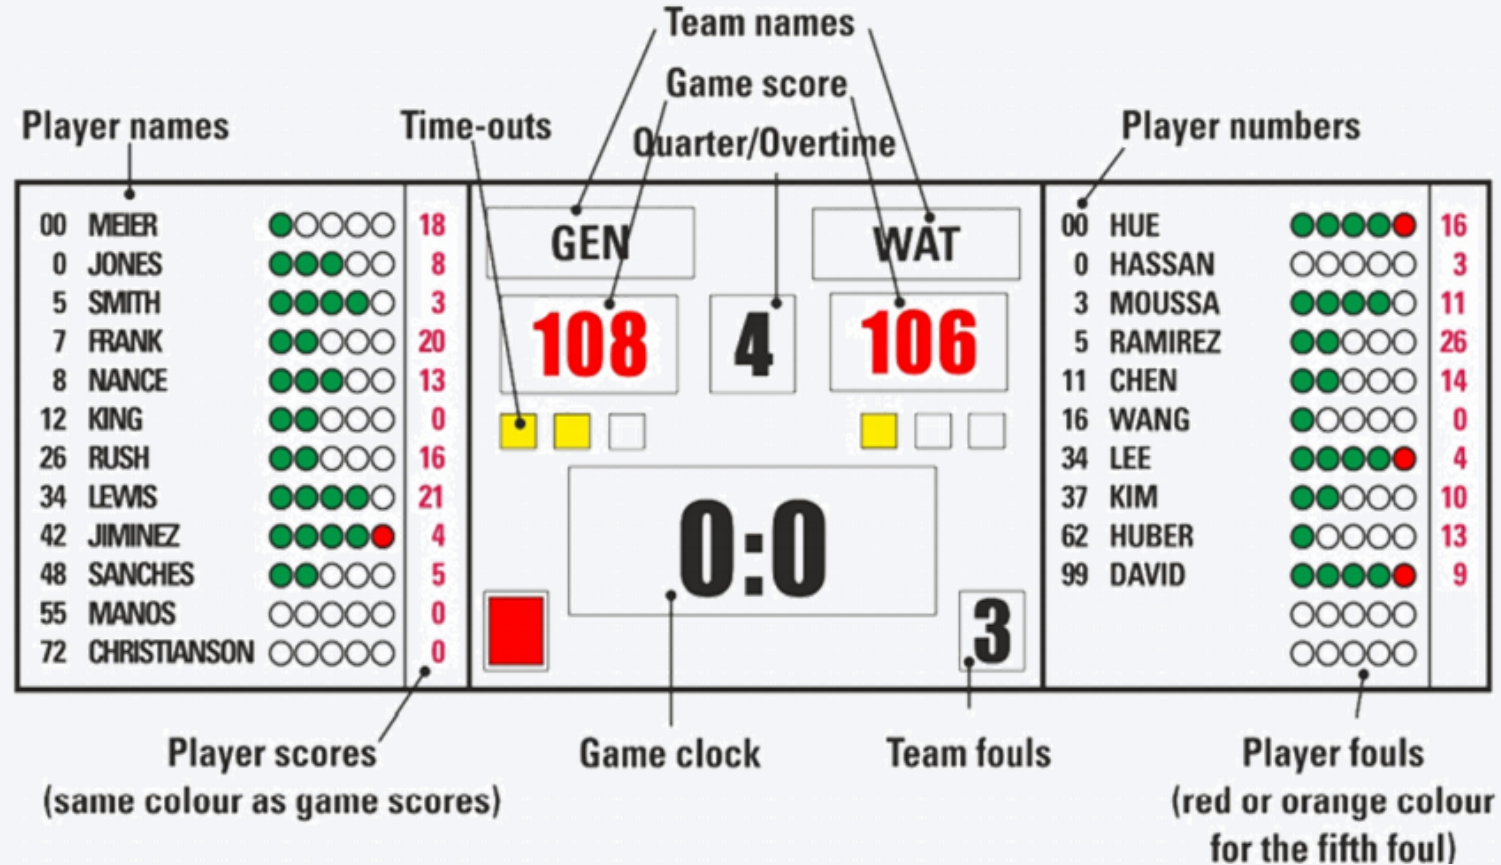 Team names
Game score
Player names
Time-outs
Quarter/Overtime
Player numbers
00 MEIER 18
0 JONES 8
5 SMITH 3
7 FRANK 20
8 NANCE 13
12 KING 0
26 RUSH 16
34 LEWIS 21
42 JIMINEZ 4
48 SANCHES 5
55 MANOS 0
72 CHRISTIANSON 0
GEN
WAT
108
4
106
0:0
3
00 HUE 16
0 HASSAN 3
3 MOUSSA 11
5 RAMIREZ 26
11 CHEN 14
16 WANG 0
34 LEE 4
37 KIM 10
62 HUBER 13
99 DAVID 9
Player scores
(same colour as game scores)
Game clock
Team fouls
Player fouls
(red or orange colour
for the fifth foul)